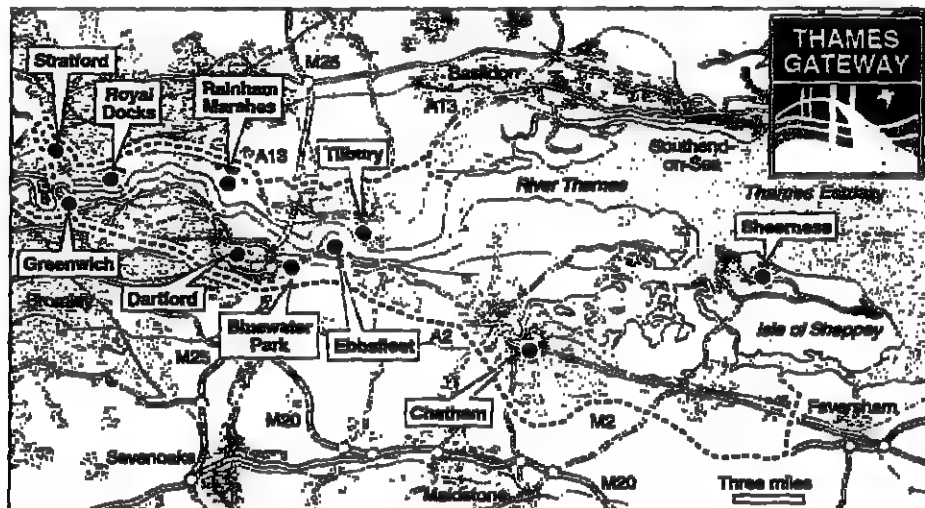 THAMES
GATEWAY
Stratford
Royal
Docks
Rainham
Marshes
M25
Basildon
A13
A13
Tilbury
Southend-
on-Sea
River Thames
Thames Estuary
Sheerness
Greenwich
Bromley
Dartford
Bluewater
Park
Ebbsfleet
A2
Isle of Sheppey
M25
M20
Chatham
M2
Faversham
Sevenoaks
Maidstone
M20
Three miles